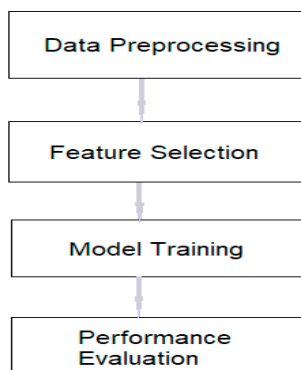 Data Preprocessing
Feature Selection
Model Training
Performance
Evaluation